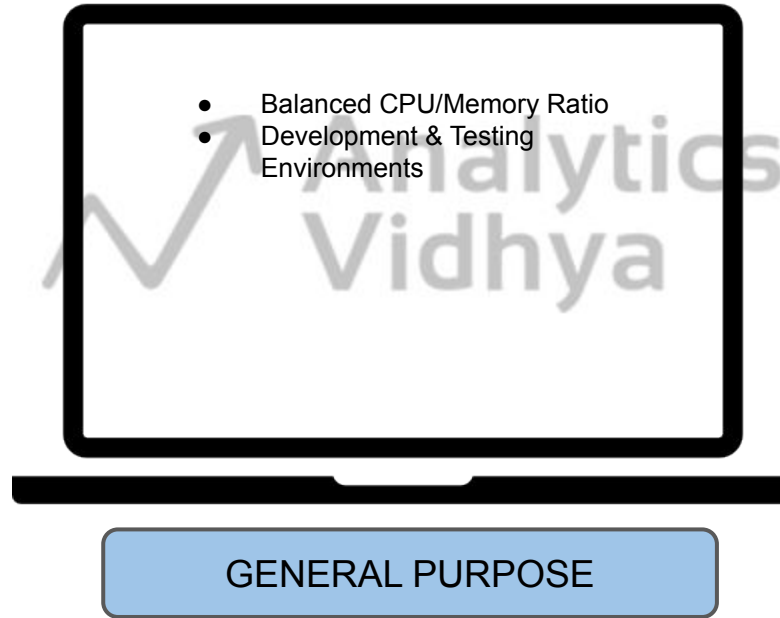 ● Balanced CPU/Memory Ratio
● Development & Testing
Environments
Analytics
Vidhya
GENERAL PURPOSE